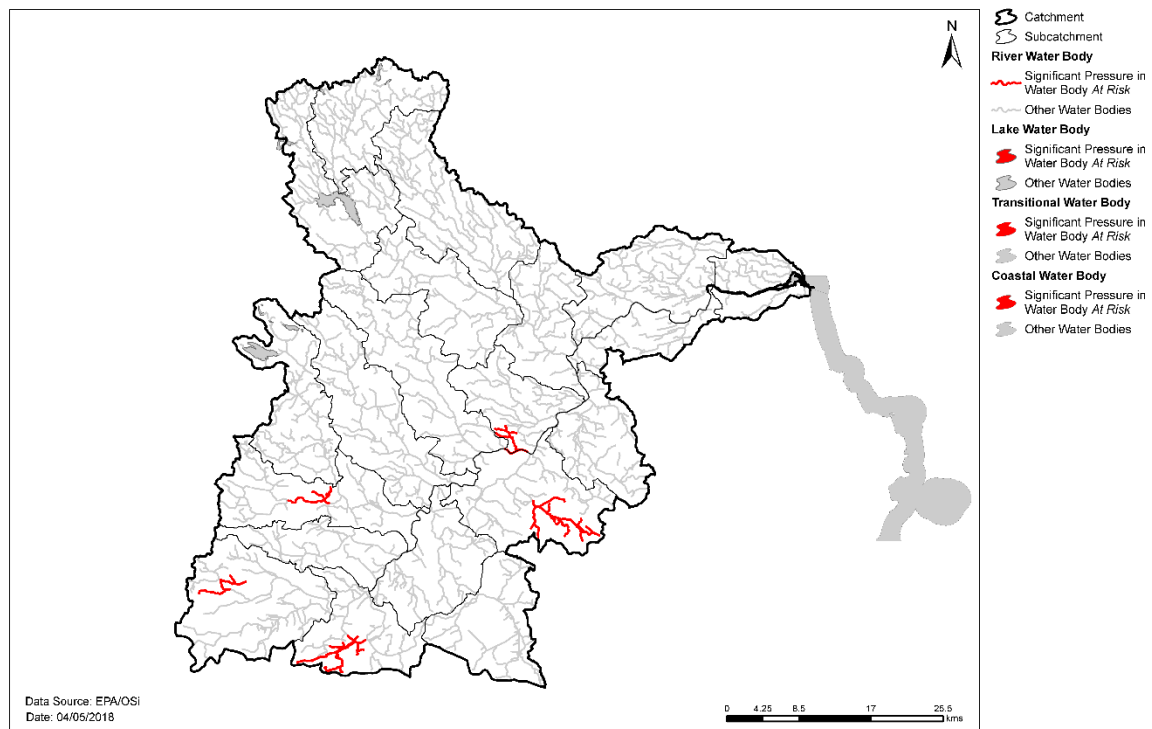 N
Catchment
Subcatchment
River Water Body
Significant Pressure in
Water Body At Risk
Other Water Bodies
Lake Water Body
Significant Pressure in
Water Body At Risk
Other Water Bodies
Transitional Water Body
Significant Pressure in
Water Body At Risk
Other Water Bodies
Coastal Water Body
Significant Pressure in
Water Body At Risk
Other Water Bodies
Data Source: EPA/OSi
Date: 04/05/2018
0 4.25 8.5 17 25.5
kms